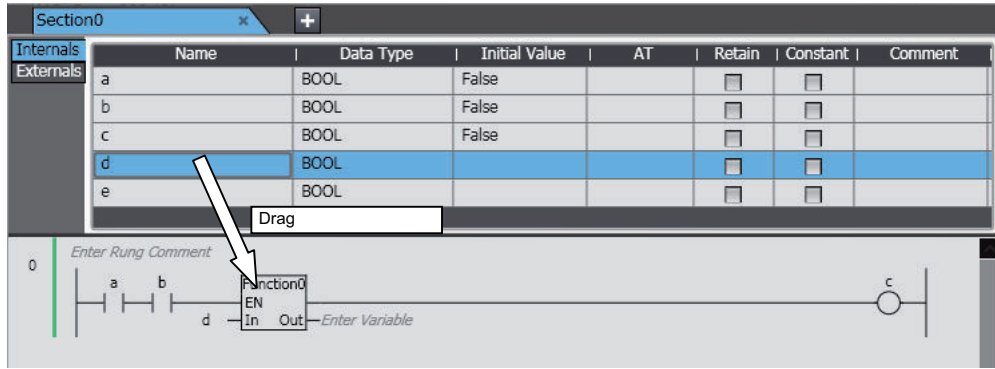 Section0 × +
Internals Name Data Type Initial Value AT Retain Constant Comment
Externals
a BOOL False
b BOOL False
c BOOL False
d BOOL
e BOOL
Drag
Enter Rung Comment
0
a b Function0 c
EN
d In Out Enter Variable